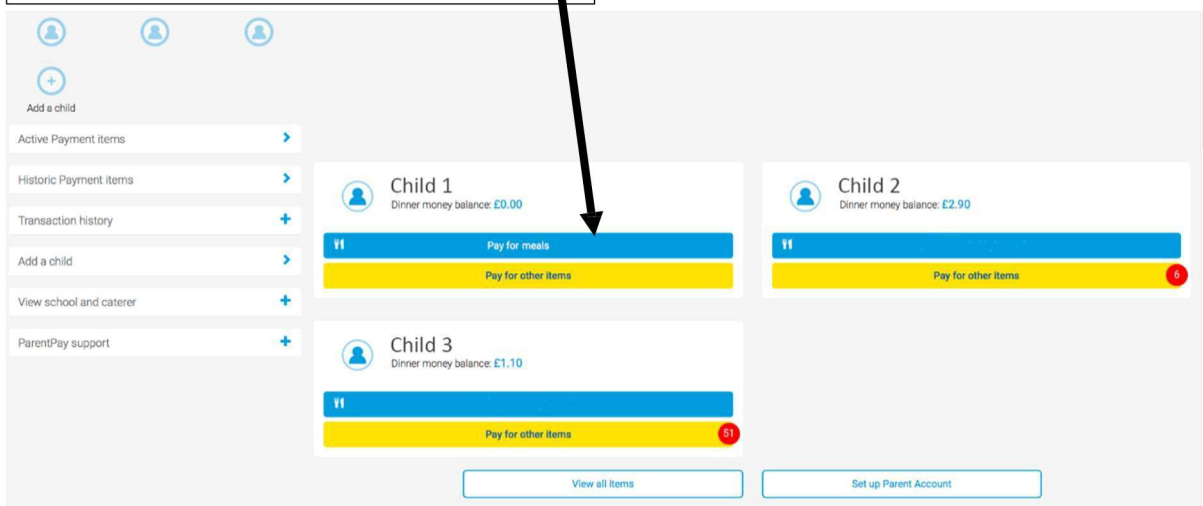 Add a child
Active Payment items
Historic Payment items
Transaction history
Add a child
View school and caterer
ParentPay support
Child 1
Dinner money balance: £0.00
Pay for meals
Pay for other items
Child 2
Dinner money balance: £2.90
Pay for other items
6
Child 3
Dinner money balance: £1.10
Pay for other items
51
View all items
Set up Parent Account